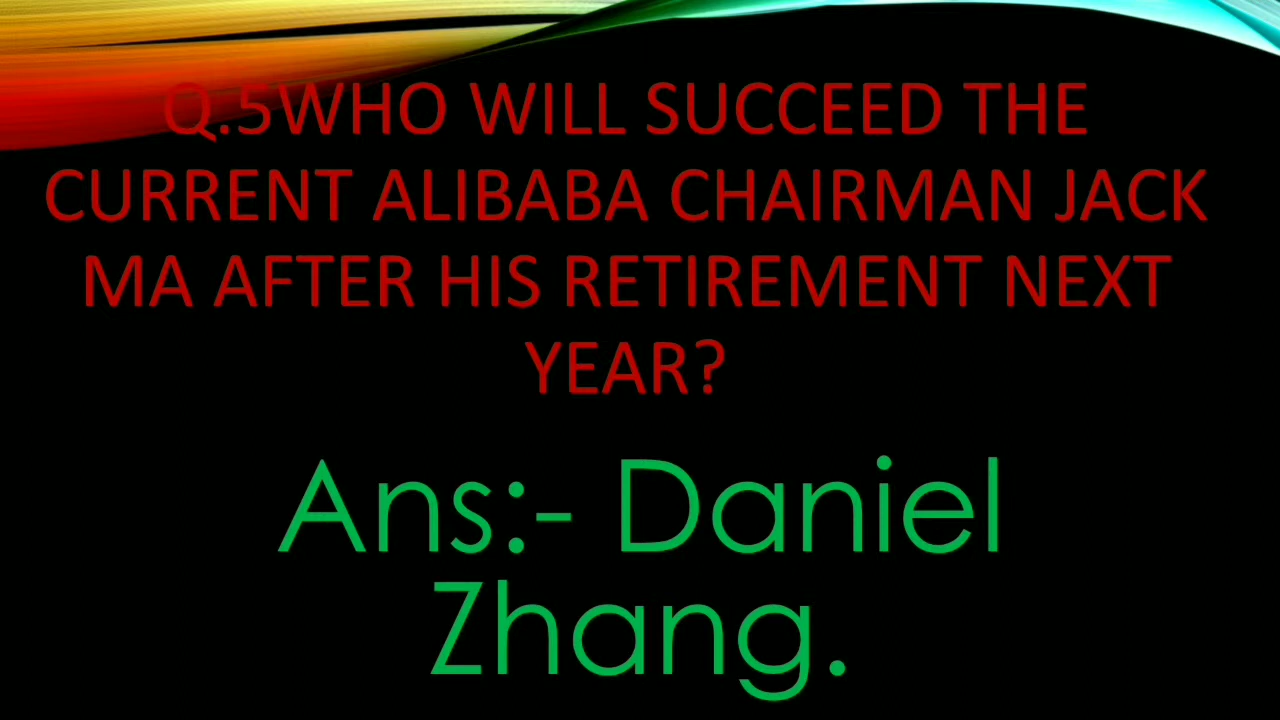 Q.5WHO WILL SUCCEED THE
CURRENT ALIBABA CHAIRMAN JACK
MA AFTER HIS RETIREMENT NEXT
YEAR?
Ans:- Daniel
Zhang.